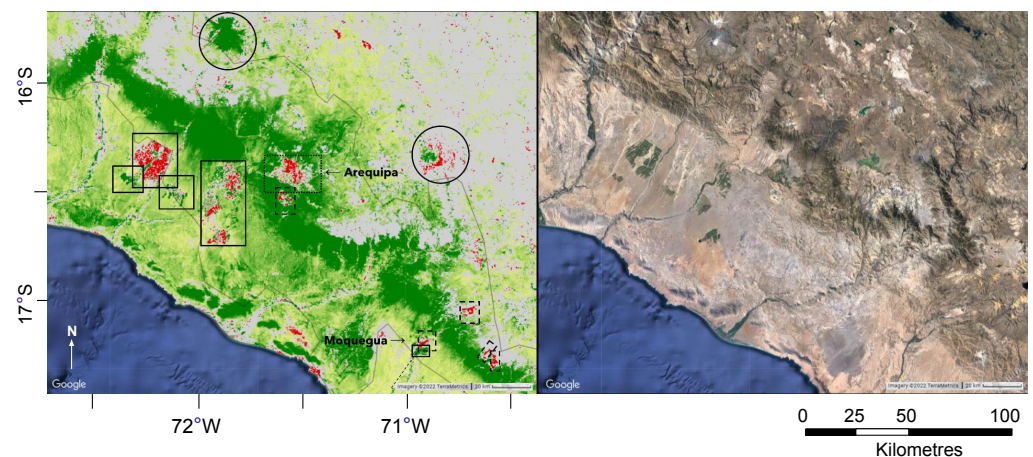 16°S
17°S
Arequipa
Moquegua
N
Google
Imagery ©2022 TerraMetrics
20 km
Google
Imagery ©2022 TerraMetrics
20 km
72°W
71°W
0 25 50 100
Kilometres